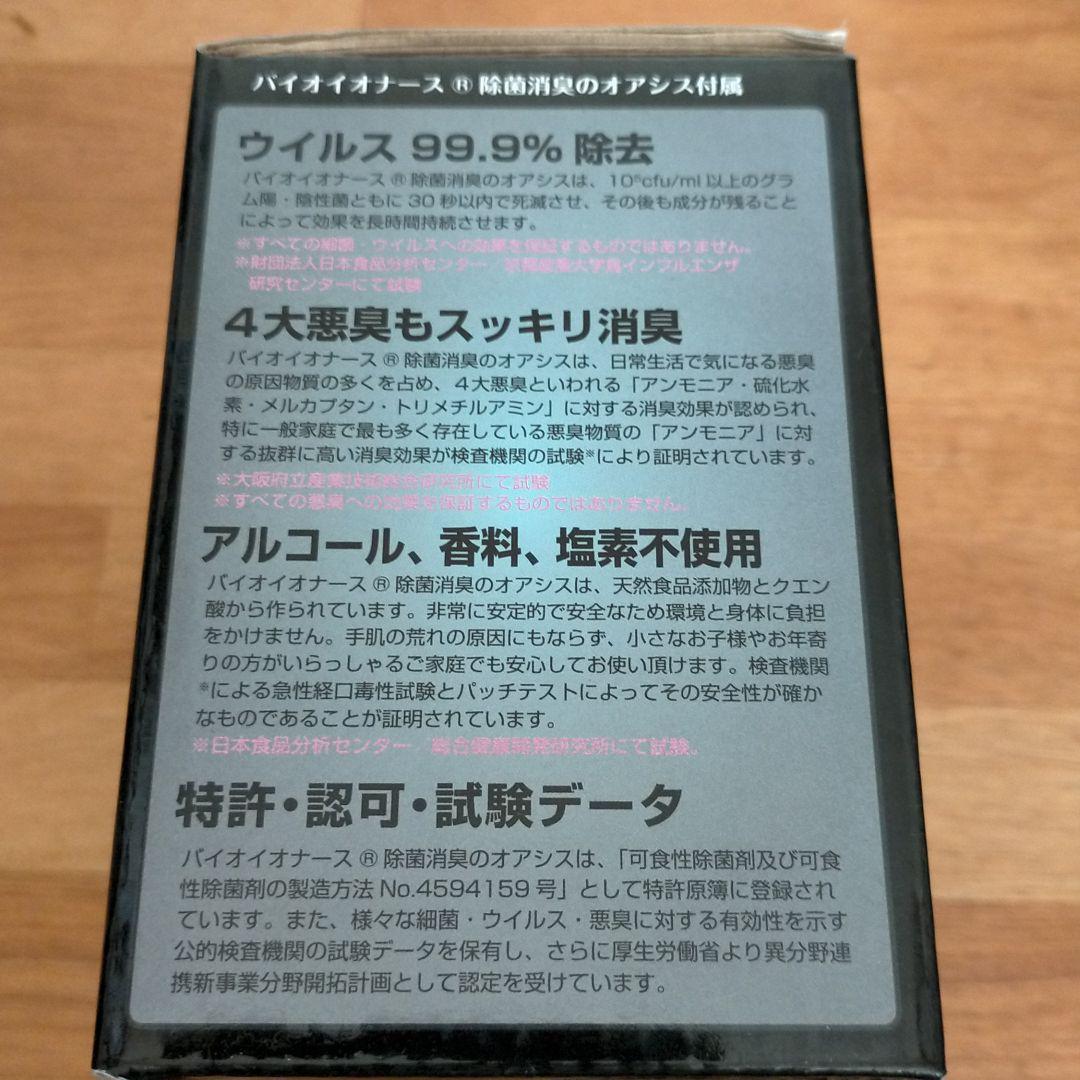 バイオイオナース®除菌消臭のオアシス付属
ウイルス 99.9% 除去
バイオイオナース®除菌消臭のオアシスは、10⁵cfu/ml以上のグラ
ム陽・陰性菌ともに30秒以内で死滅させ、その後も成分が残ること
によって効果を長時間持続させます。
※すべての細菌・ウイルスへの効果を保証するものではありません。
※財団法人日本食品分析センター/京都産業大学鳥インフルエンザ
研究センターにて試験
4大悪臭もスッキリ消臭
バイオイオナース®除菌消臭のオアシスは、日常生活で気になる悪臭
の原因物質の多くを占め、4大悪臭といわれる「アンモニア・硫化水
素・メルカプタン・トリメチルアミン」に対する消臭効果が認められ、
特に一般家庭で最も多く存在している悪臭物質の「アンモニア」に対
する抜群に高い消臭効果が検査機関の試験※により証明されています。
※大阪府立産業技術総合研究所にて試験
※すべての悪臭への効果を保証するものではありません。
アルコール、香料、塩素不使用
バイオイオナース®除菌消臭のオアシスは、天然食品添加物とクエン
酸から作られています。非常に安定的で安全なため環境と身体に負担
をかけません。手肌の荒れの原因にもならず、小さなお子様やお年寄
りの方がいらっしゃるご家庭でも安心してお使い頂けます。検査機関
※による急性経口毒性試験とパッチテストによってその安全性が確か
なものであることが証明されています。
※日本食品分析センター/総合健康開発研究所にて試験。
特許・認可・試験データ
バイオイオナース®除菌消臭のオアシスは、「可食性除菌剤及び可食
性除菌剤の製造方法 No.4594159号」として特許原簿に登録され
ています。また、様々な細菌・ウイルス・悪臭に対する有効性を示す
公的検査機関の試験データを保有し、さらに厚生労働省より異分野連
携新事業分野開拓計画として認定を受けています。